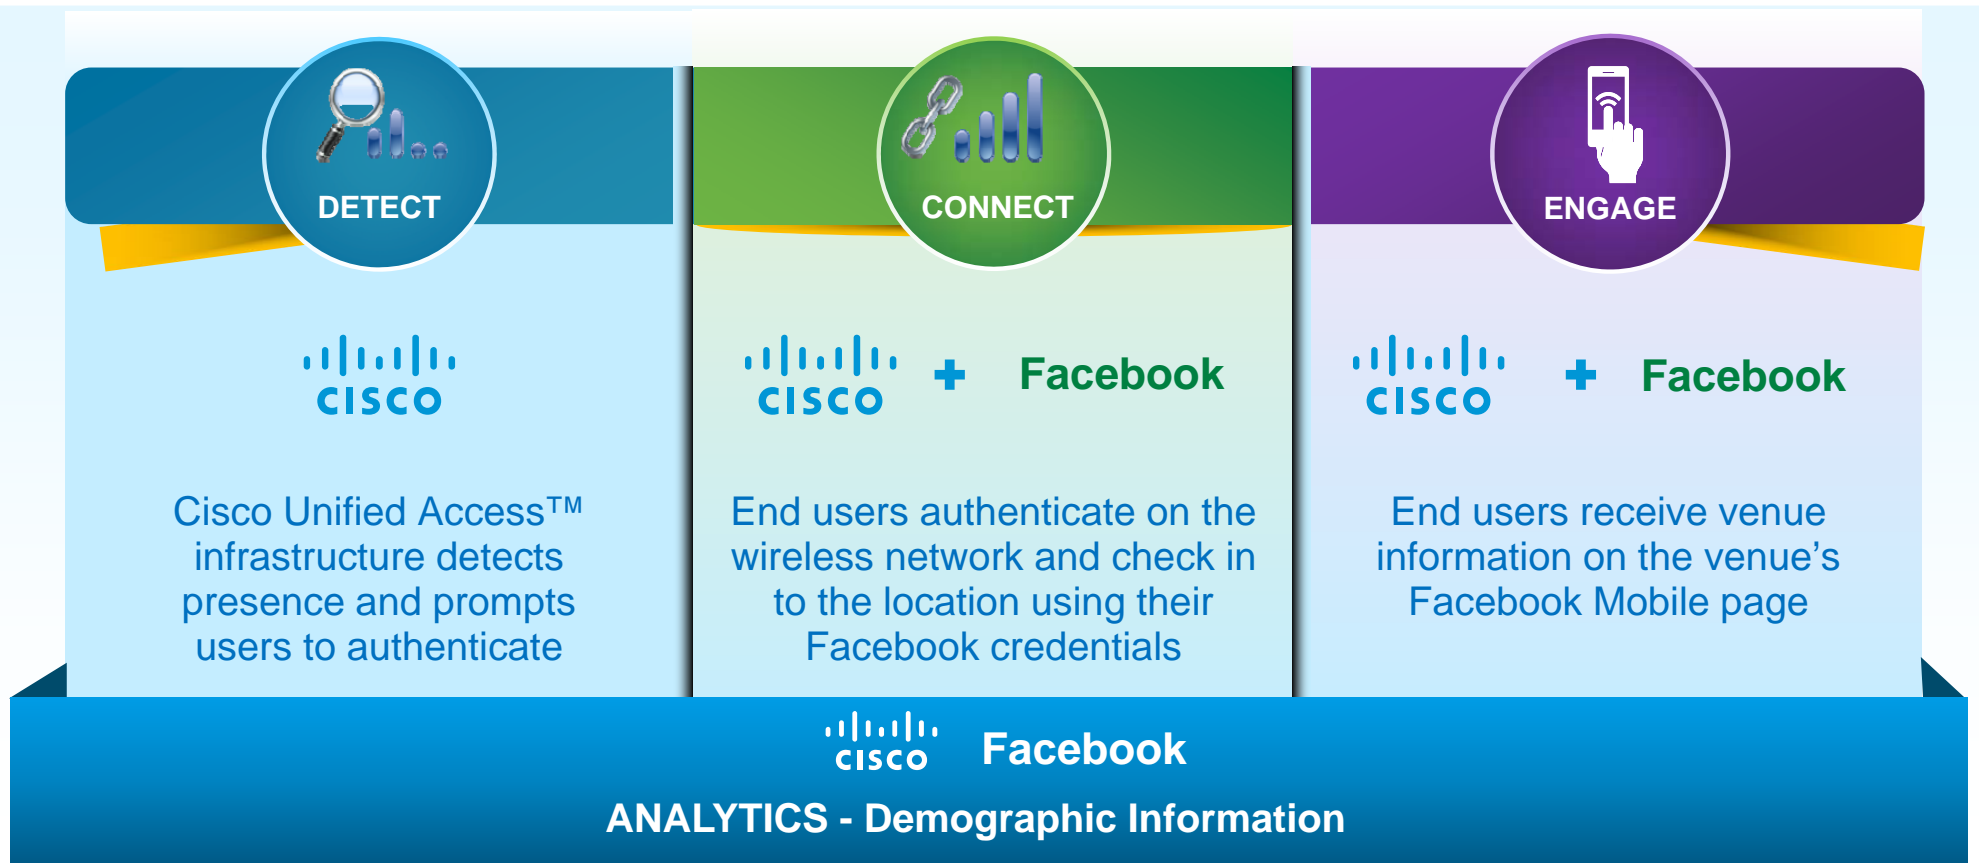 DETECT
CONNECT
ENGAGE
CISCO
CISCO + Facebook
CISCO + Facebook
Cisco Unified Access™
infrastructure detects
presence and prompts
users to authenticate
End users authenticate on the
wireless network and check in
to the location using their
Facebook credentials
End users receive venue
information on the venue’s
Facebook Mobile page
CISCO Facebook
ANALYTICS - Demographic Information